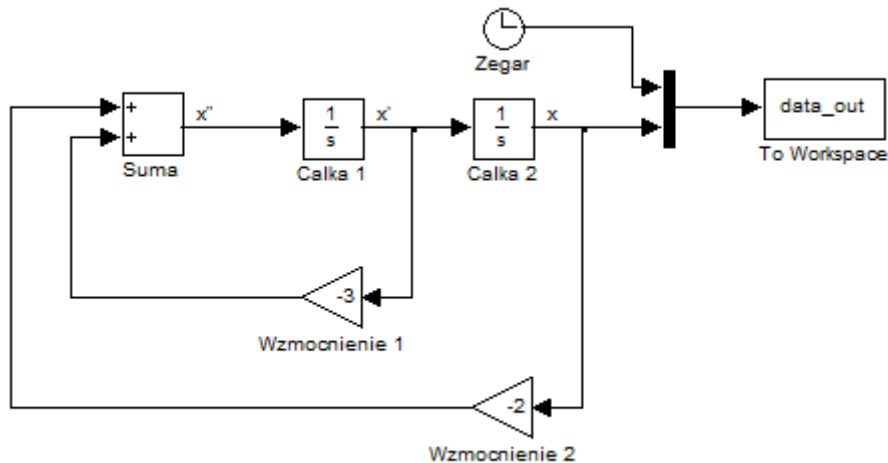 Zegar
+
+
Suma
x''
1
s
Calka 1
x'
1
s
Calka 2
x
data_out
To Workspace
-3
Wzmocnienie 1
-2
Wzmocnienie 2